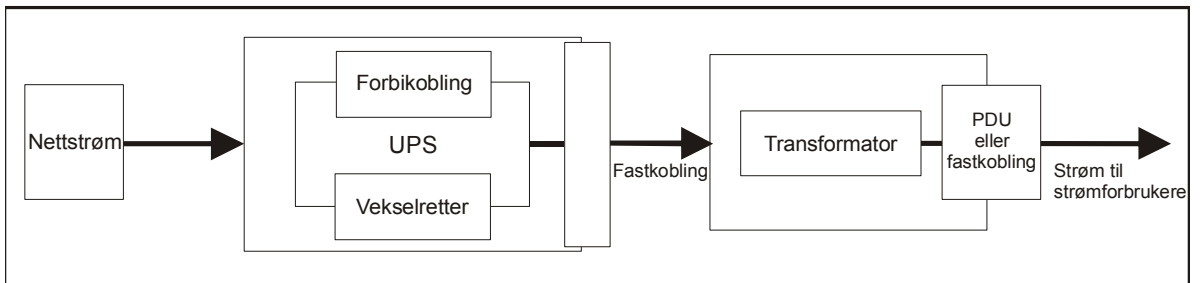 Nettstrøm
Forbikobling
UPS
Vekselretter
Fastkobling
Transformator
PDU
eller
fastkobling
Strøm til
strømforbrukere